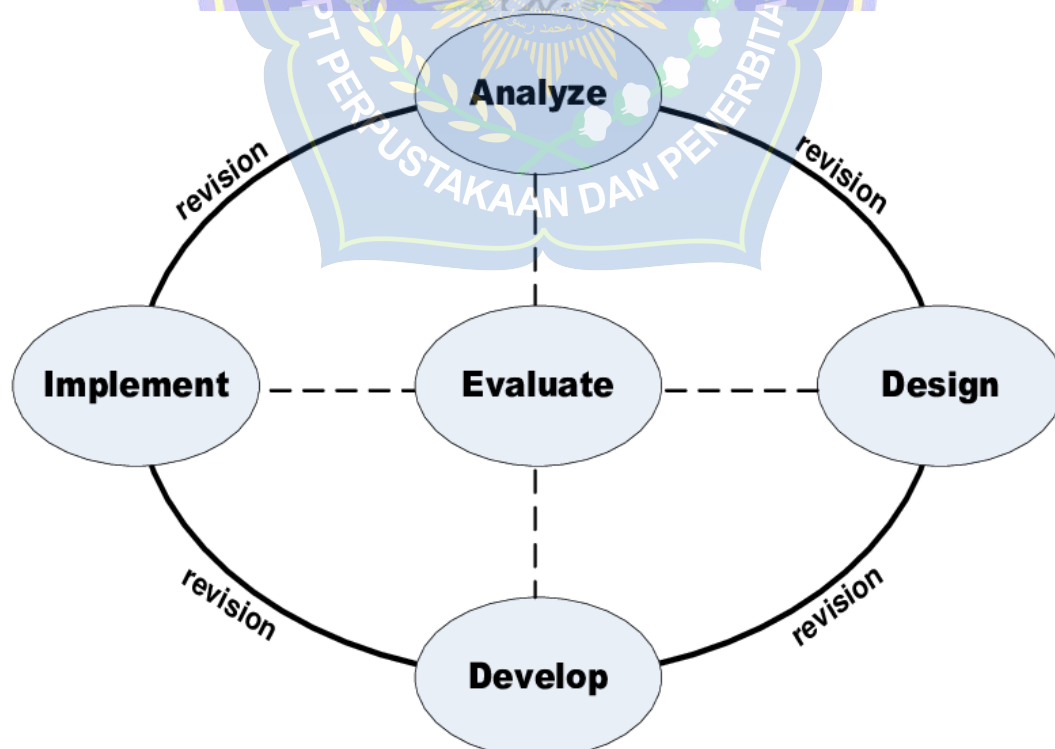 Analyze
revision
revision
PT PERPUSTAKAAN DAN PENERBITA
Implement
Evaluate
Design
revision
revision
Develop